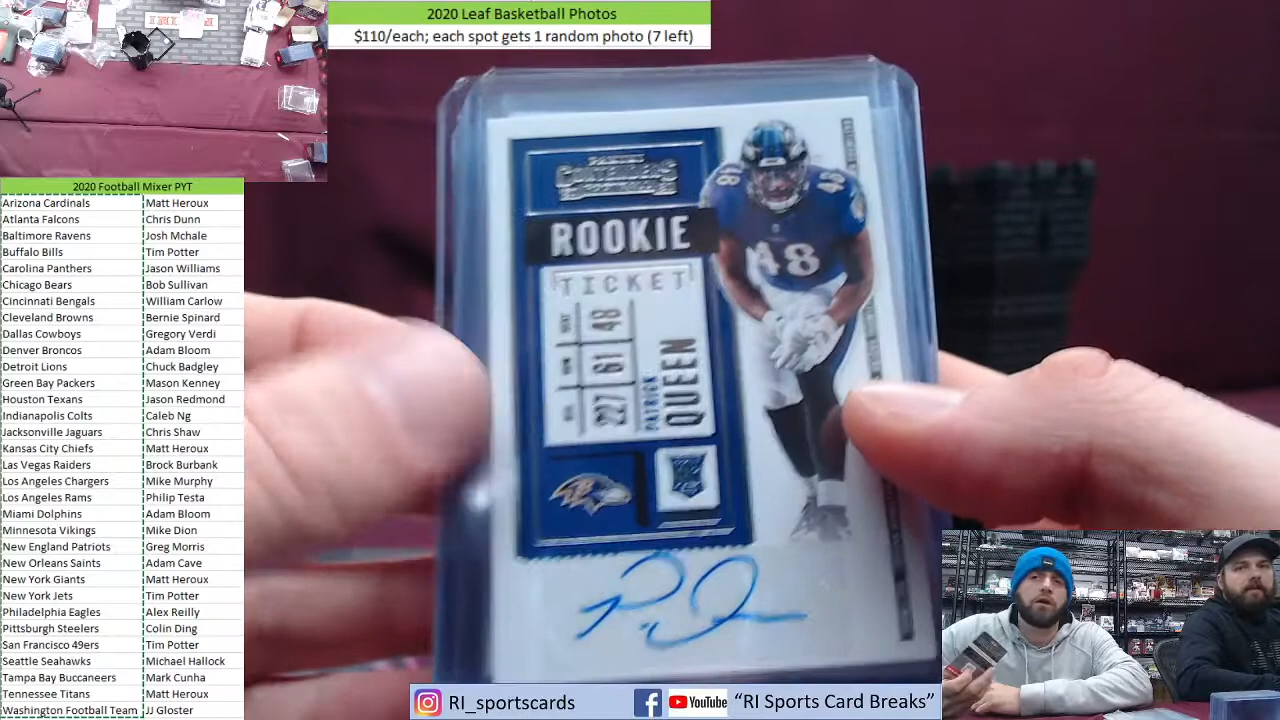 2020 Leaf Basketball Photos
$110/each; each spot gets 1 random photo (7 left)
2020 Football Mixer PYT
Arizona Cardinals Matt Heroux
Atlanta Falcons Chris Dunn
Baltimore Ravens Josh Mchale
Buffalo Bills Tim Potter
Carolina Panthers Jason Williams
Chicago Bears Bob Sullivan
Cincinnati Bengals William Carlow
Cleveland Browns Bernie Spinard
Dallas Cowboys Gregory Verdi
Denver Broncos Adam Bloom
Detroit Lions Chuck Badgley
Green Bay Packers Mason Kenney
Houston Texans Jason Redmond
Indianapolis Colts Caleb Ng
Jacksonville Jaguars Chris Shaw
Kansas City Chiefs Matt Heroux
Las Vegas Raiders Brock Burbank
Los Angeles Chargers Mike Murphy
Los Angeles Rams Philip Testa
Miami Dolphins Adam Bloom
Minnesota Vikings Mike Dion
New England Patriots Greg Morris
New Orleans Saints Adam Cave
New York Giants Matt Heroux
New York Jets Tim Potter
Philadelphia Eagles Alex Reilly
Pittsburgh Steelers Colin Ding
San Francisco 49ers Tim Potter
Seattle Seahawks Michael Hallock
Tampa Bay Buccaneers Mark Cunha
Tennessee Titans Matt Heroux
Washington Football Team JJ Gloster
PANINI
CONTENDERS
ROOKIE
TICKET
48
61
227
PATRICK
QUEEN
48
48
48
RI_sportscards
YouTube
"RI Sports Card Breaks"